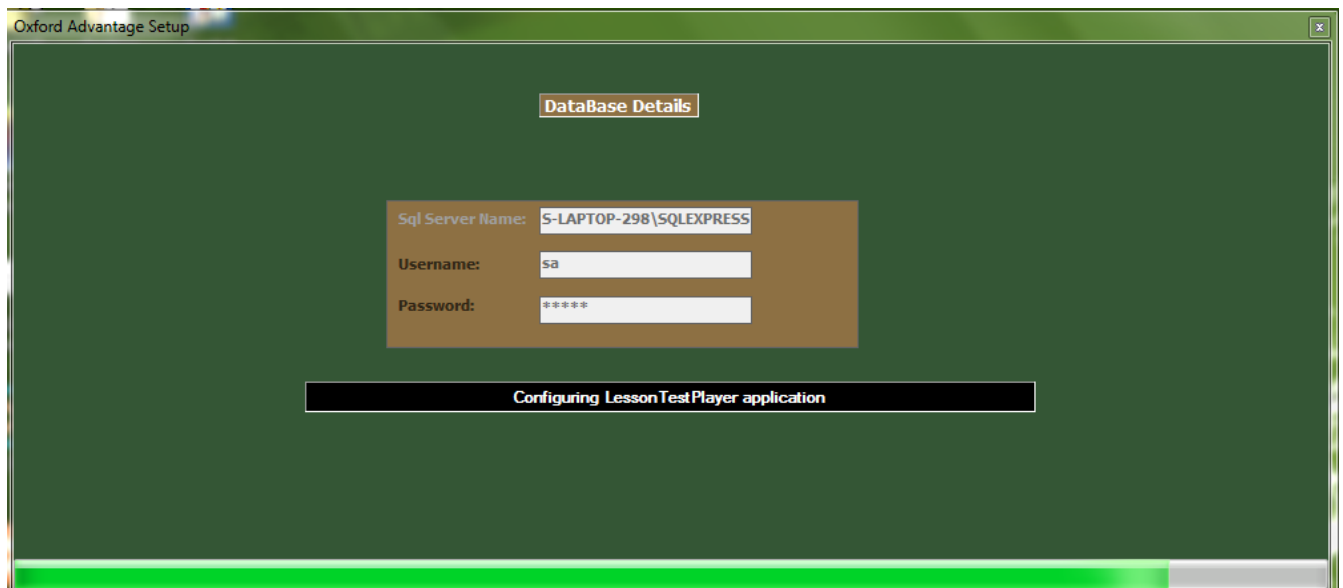 Oxford Advantage Setup
x
DataBase Details
Sql Server Name: S-LAPTOP-298\SQLEXPRESS
Username: sa
Password: *****
Configuring LessonTestPlayer application